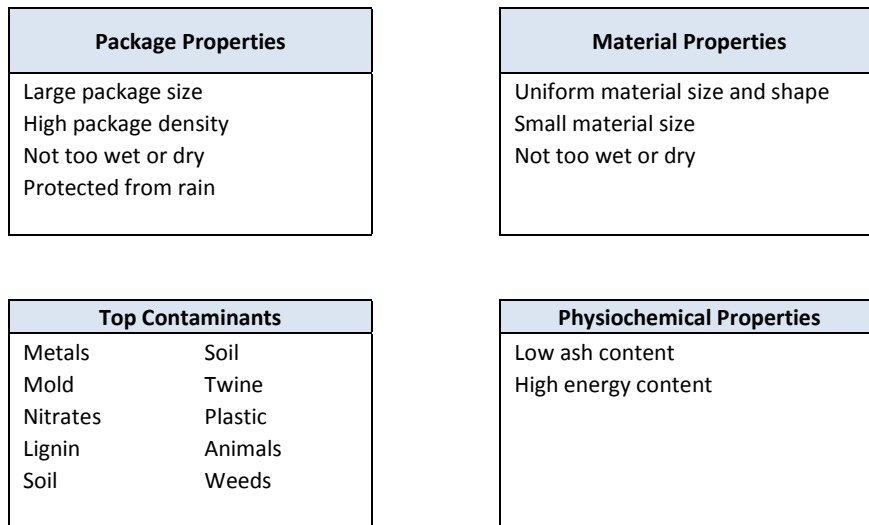 Package Properties
Large package size
High package density
Not too wet or dry
Protected from rain
Material Properties
Uniform material size and shape
Small material size
Not too wet or dry
Top Contaminants
Metals Soil
Mold Twine
Nitrates Plastic
Lignin Animals
Soil Weeds
Physiochemical Properties
Low ash content
High energy content